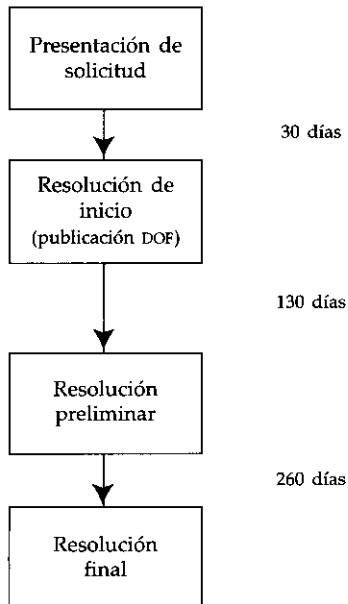 Presentación de
solicitud
30 días
Resolución de
inicio
(publicación DOF)
130 días
Resolución
preliminar
260 días
Resolución
final